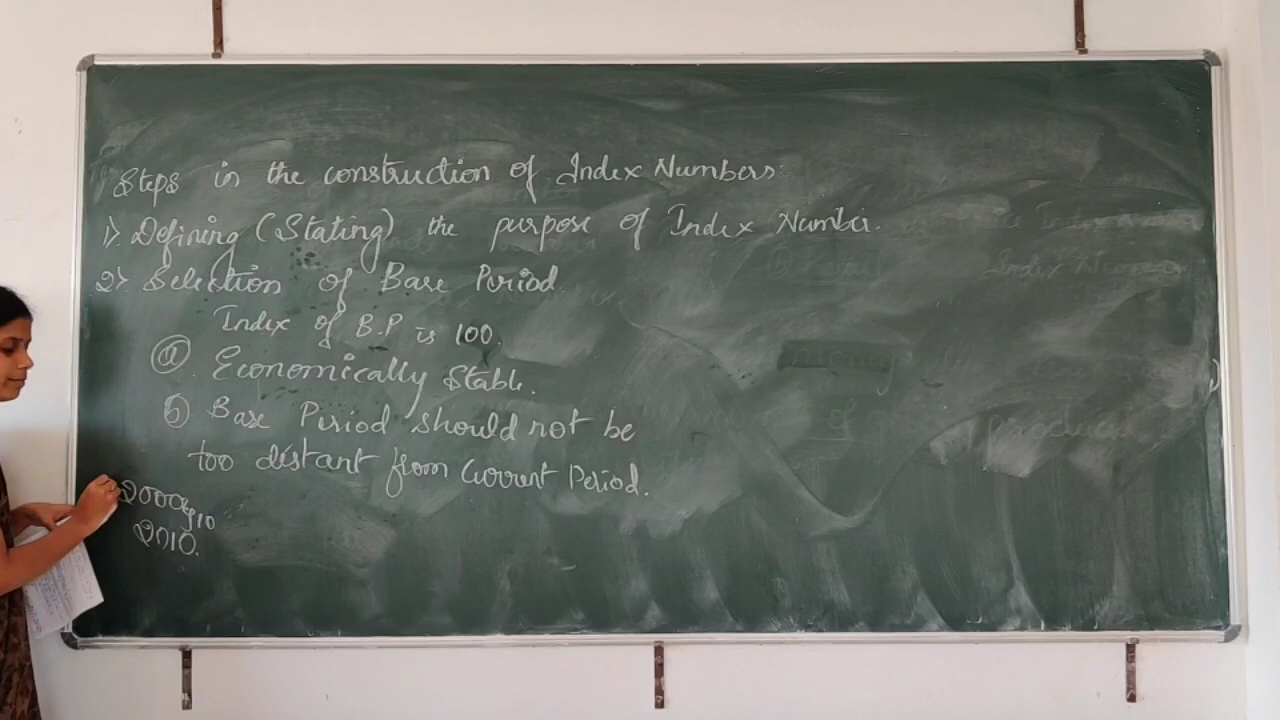 Steps in the construction of Index Numbers:
1). Defining (Stating) the purpose of Index Number.
2) Selection of Base Period
Index of B.P is 100.
(a) Economically Stable.
(b) Base Period should not be
too distant from Current Period.
2000
10
2010.
Index Number